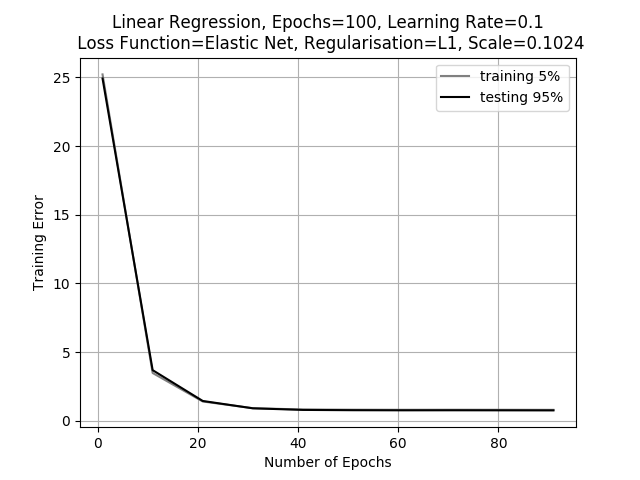 Linear Regression, Epochs=100, Learning Rate=0.1
Loss Function=Elastic Net, Regularisation=L1, Scale=0.1024
training 5%
testing 95%
25
20
15
10
5
0
Training Error
0 20 40 60 80
Number of Epochs